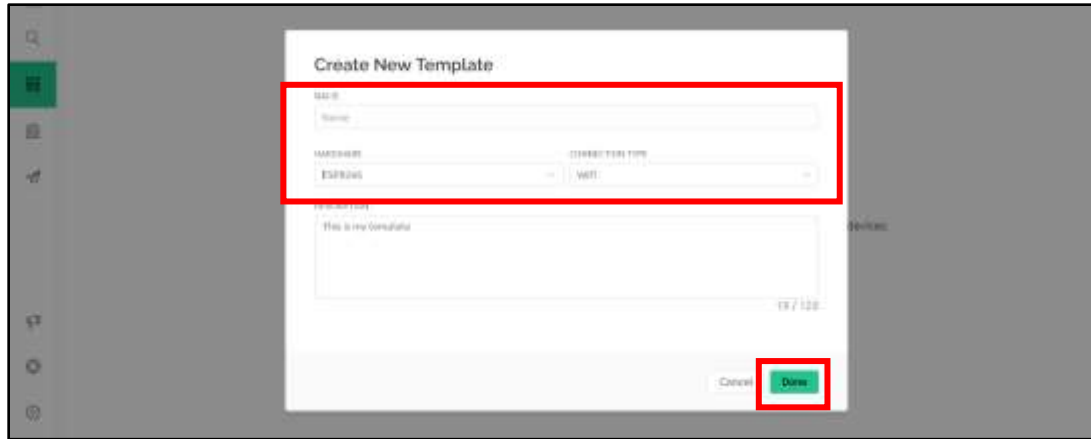 Create New Template
NAME
Name
HARDWARE
CONNECTION TYPE
ESP8266
WiFi
DESCRIPTION
This is my template
19 / 128
devices
Cancel
Done